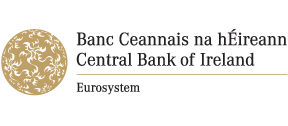 Banc Ceannais na hÉireann
Central Bank of Ireland
Eurosystem